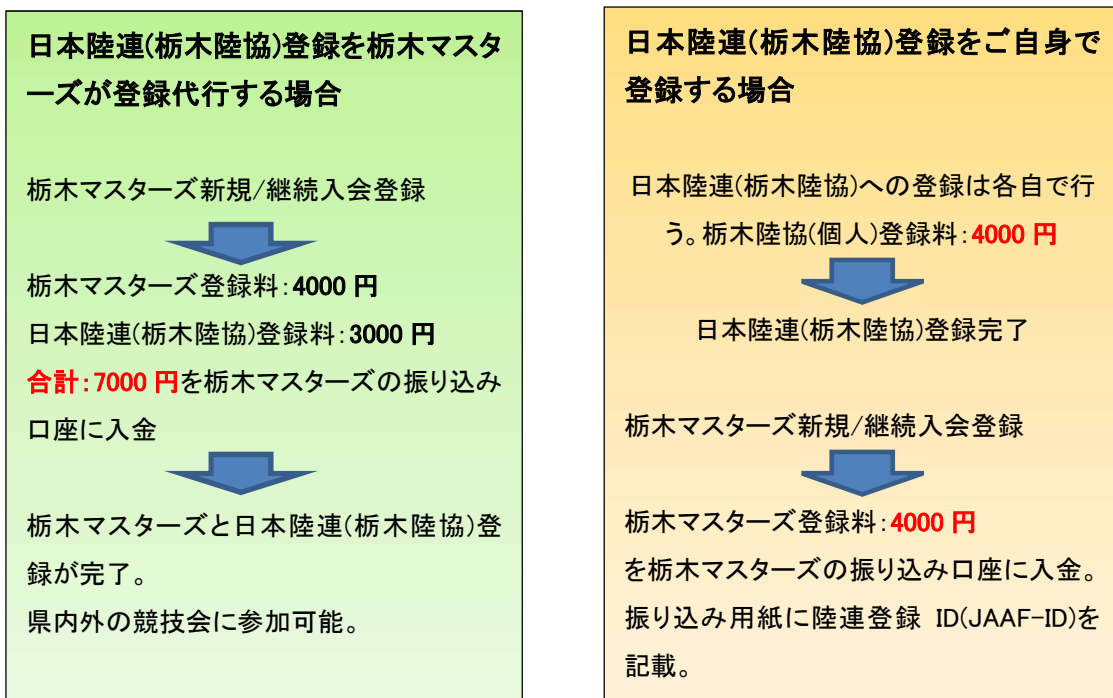 日本陸連(栃木陸協)登録を栃木マスタ
ーズが登録代行する場合
栃木マスターズ新規/継続入会登録
栃木マスターズ登録料:4000 円
日本陸連(栃木陸協)登録料:3000 円
合計:7000 円を栃木マスターズの振り込み
口座に入金
栃木マスターズと日本陸連(栃木陸協)登
録が完了。
県内外の競技会に参加可能。
日本陸連(栃木陸協)登録をご自身で
登録する場合
日本陸連(栃木陸協)への登録は各自で行
う。栃木陸協(個人)登録料:4000 円
日本陸連(栃木陸協)登録完了
栃木マスターズ新規/継続入会登録
栃木マスターズ登録料:4000 円
を栃木マスターズの振り込み口座に入金。
振り込み用紙に陸連登録 ID(JAAF-ID)を
記載。